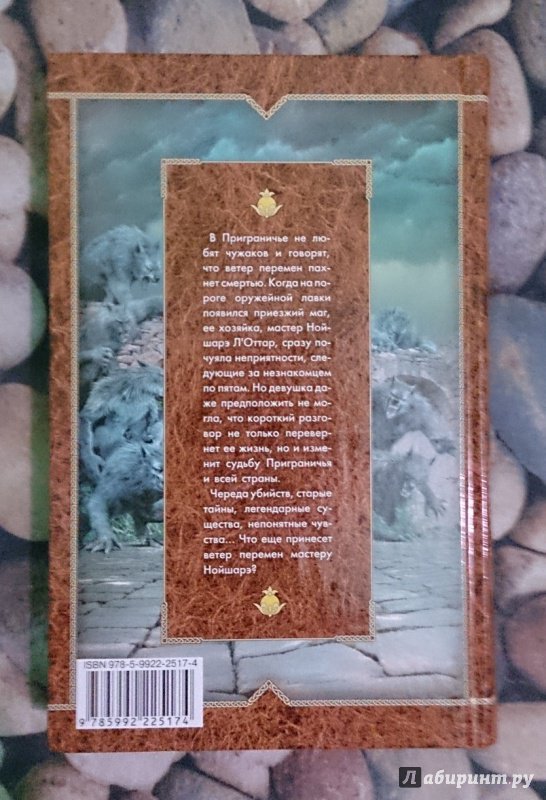 В Приграничье не лю-
бят чужаков и говорят,
что ветер перемен пах-
нет смертью. Когда на по-
роге оружейной лавки
появился приезжий маг,
ее хозяйка, мастер Ной-
шарэ Л'Оттар, сразу по-
чуяла неприятности, сле-
дующие за незнакомцем
по пятам. Но девушка да-
же предположить не мо-
гла, что короткий разго-
вор не только перевер-
нет ее жизнь, но и изме-
нит судьбу Приграничья
и всей страны.
Череда убийств, старые
тайны, легендарные су-
щества, непонятные чув-
ства... Что еще принесет
ветер перемен мастеру
Нойшарэ?
ISBN 978-5-9922-2517-4
9 785992 225174
Лабиринт.ру